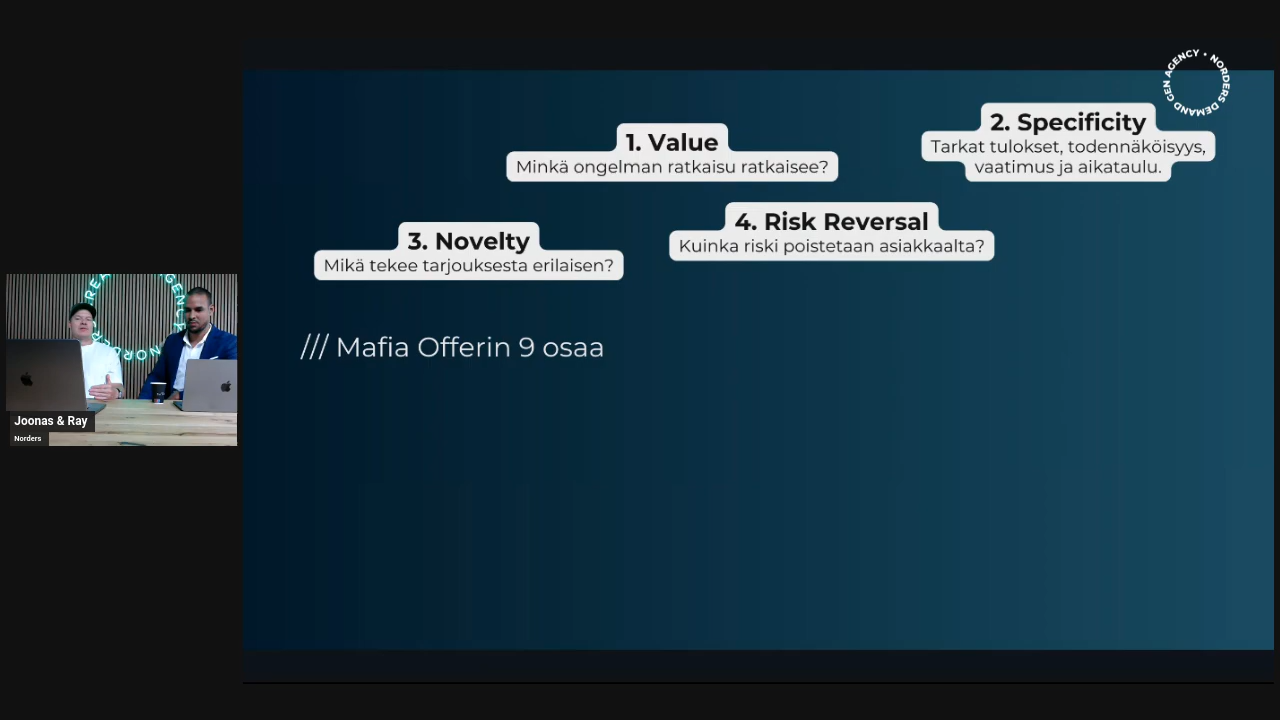 NORDERS DEMAND GEN AGENCY •
1. Value
Minkä ongelman ratkaisu ratkaisee?
2. Specificity
Tarkat tulokset, todennäköisyys,
vaatimus ja aikataulu.
3. Novelty
Mikä tekee tarjouksesta erilaisen?
4. Risk Reversal
Kuinka riski poistetaan asiakkaalta?
/// Mafia Offerin 9 osaa
Joonas & Ray
Norders